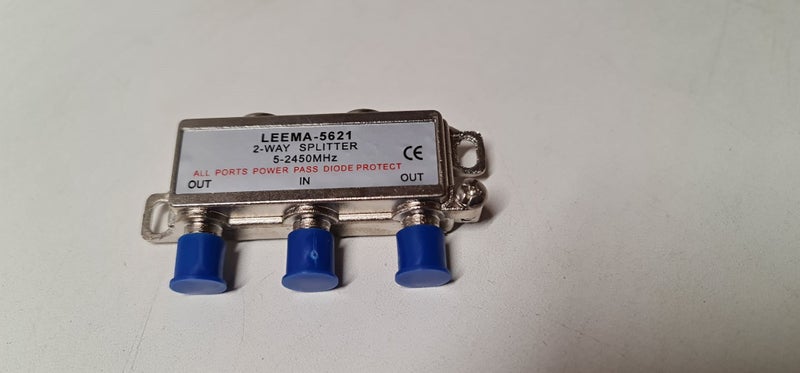 LEEMA-5621
2-WAY SPLITTER
5-2450MHz
CE
ALL PORTS POWER PASS DIODE PROTECT
OUT IN OUT